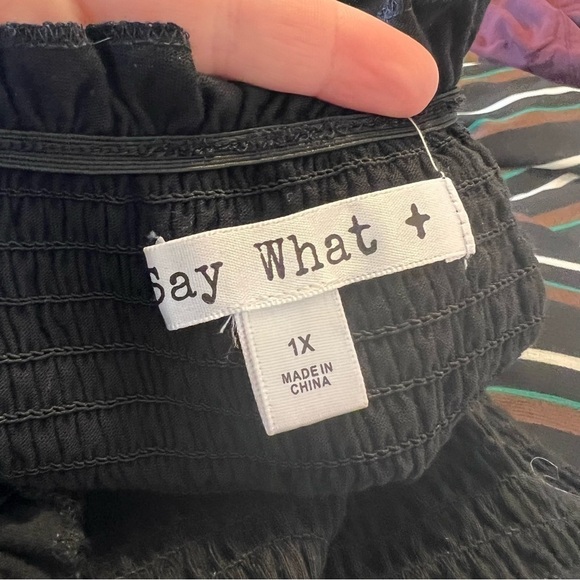 Say What +
1X
MADE IN
CHINA